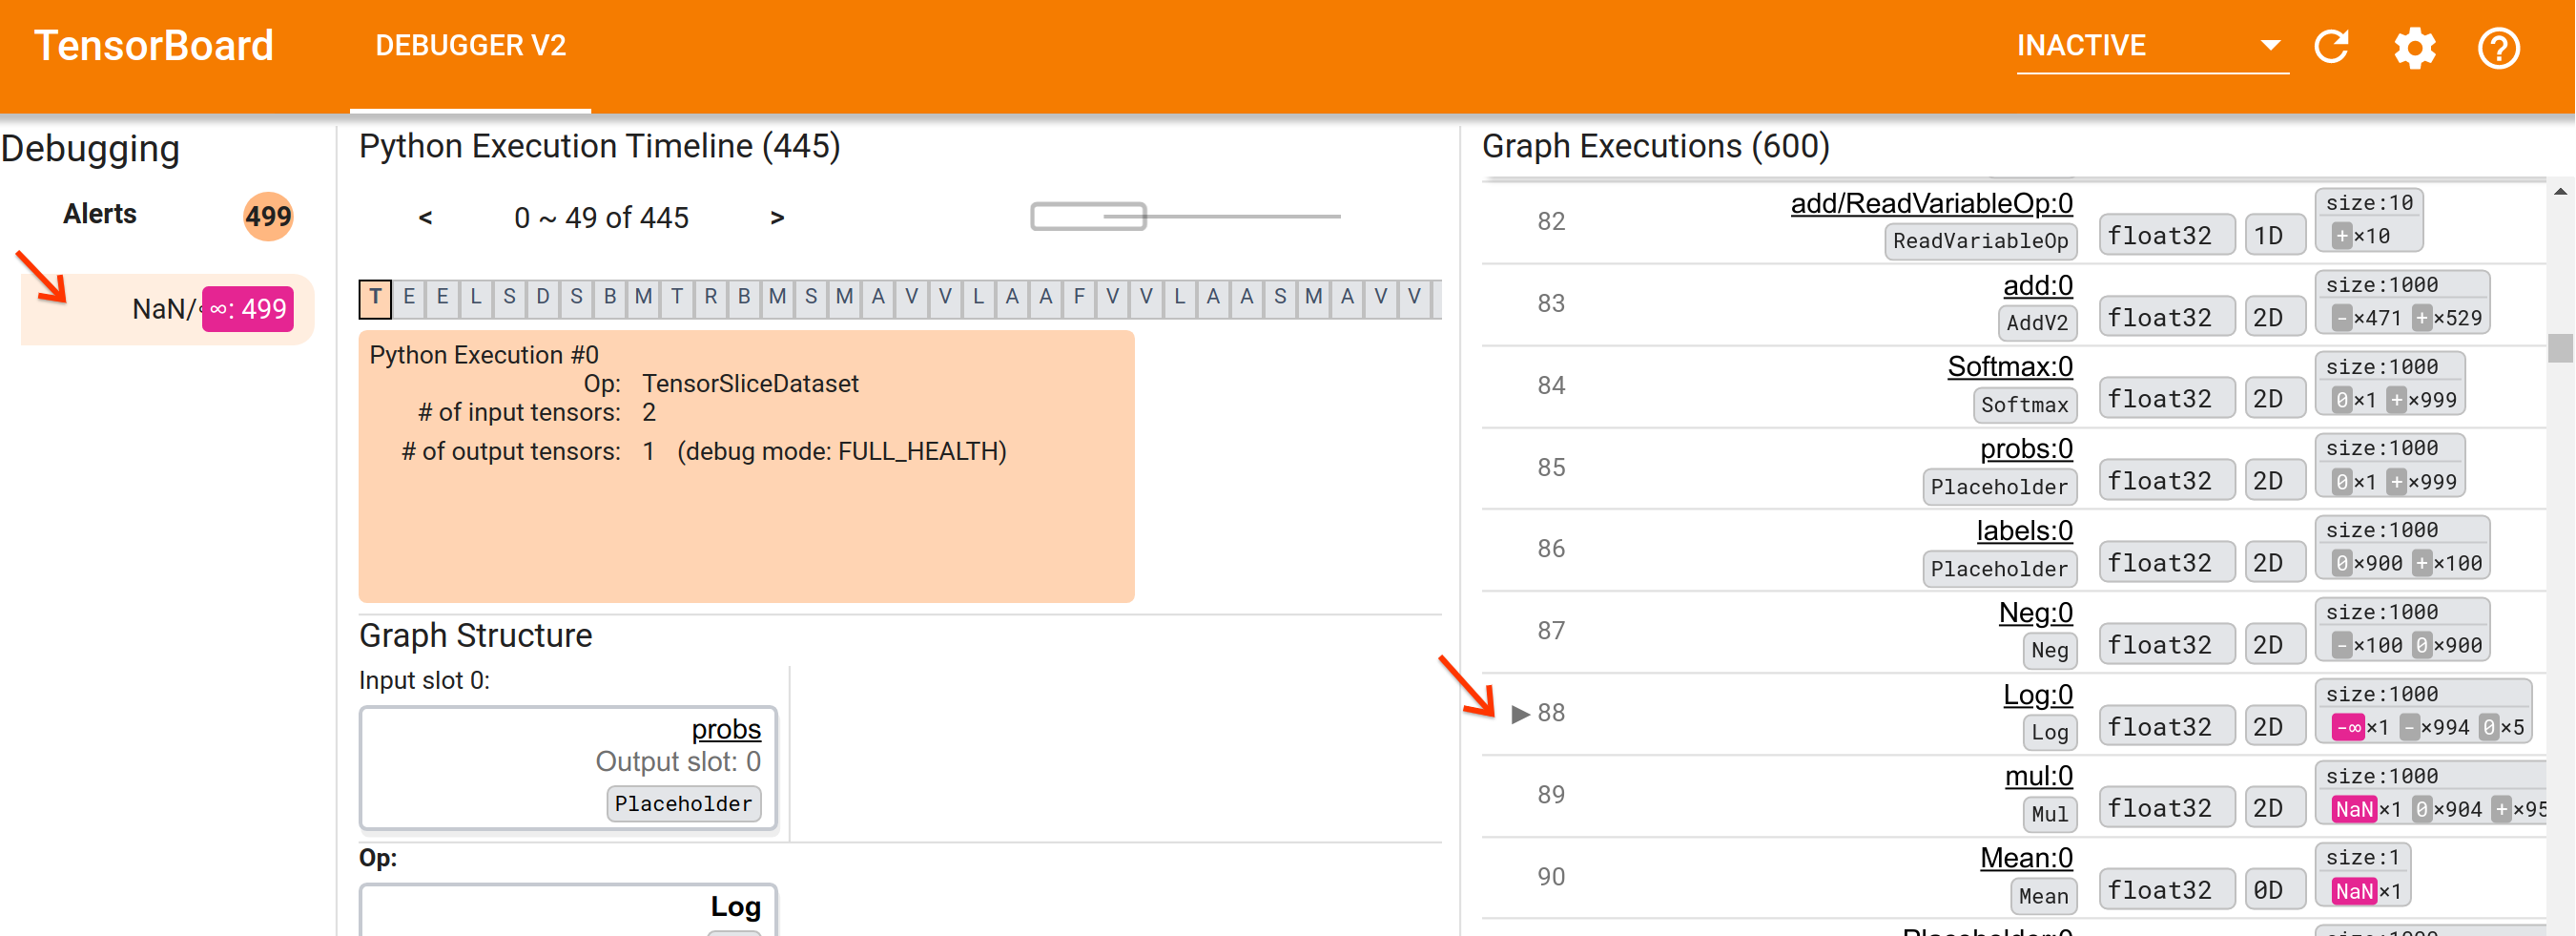 TensorBoard DEBUGGER V2 INACTIVE
Debugging
Alerts 499
NaN/ ∞: 499
Python Execution Timeline (445)
< 0 ~ 49 of 445 >
T E E L S D S B M T R B M S M A V V L A A F V V L A A S M A V V
Python Execution #0
Op: TensorSliceDataset
# of input tensors: 2
# of output tensors: 1 (debug mode: FULL_HEALTH)
Graph Structure
Input slot 0:
probs
Output slot: 0
Placeholder
Op:
Log
Graph Executions (600)
82 add/ReadVariableOp:0 ReadVariableOp float32 1D size:10 +×10
83 add:0 AddV2 float32 2D size:1000 -×471 +×529
84 Softmax:0 Softmax float32 2D size:1000 0×1 +×999
85 probs:0 Placeholder float32 2D size:1000 0×1 +×999
86 labels:0 Placeholder float32 2D size:1000 0×900 +×100
87 Neg:0 Neg float32 2D size:1000 -×100 0×900
88 Log:0 Log float32 2D size:1000 -∞×1 -×994 0×5
89 mul:0 Mul float32 2D size:1000 NaN×1 0×904 +×95
90 Mean:0 Mean float32 0D size:1 NaN×1